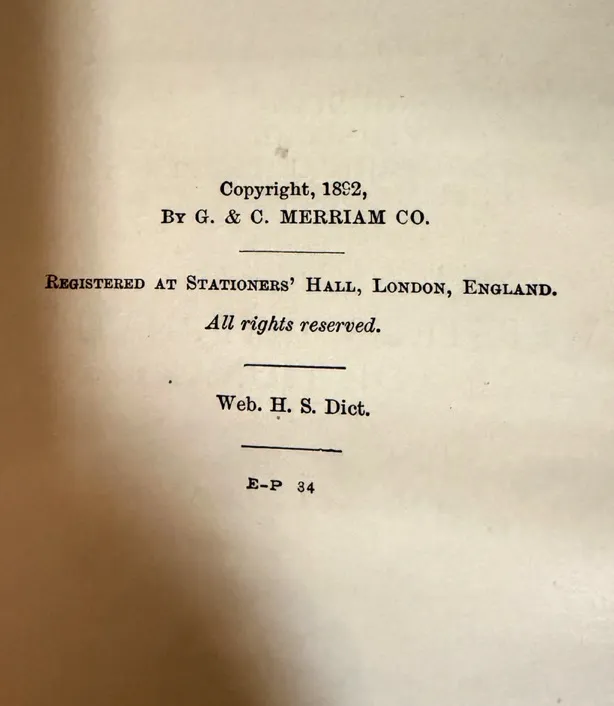 Copyright, 1892,
BY G. & C. MERRIAM CO.
REGISTERED AT STATIONERS' HALL, LONDON, ENGLAND.
All rights reserved.
Web. H. S. Dict.
E-P 34